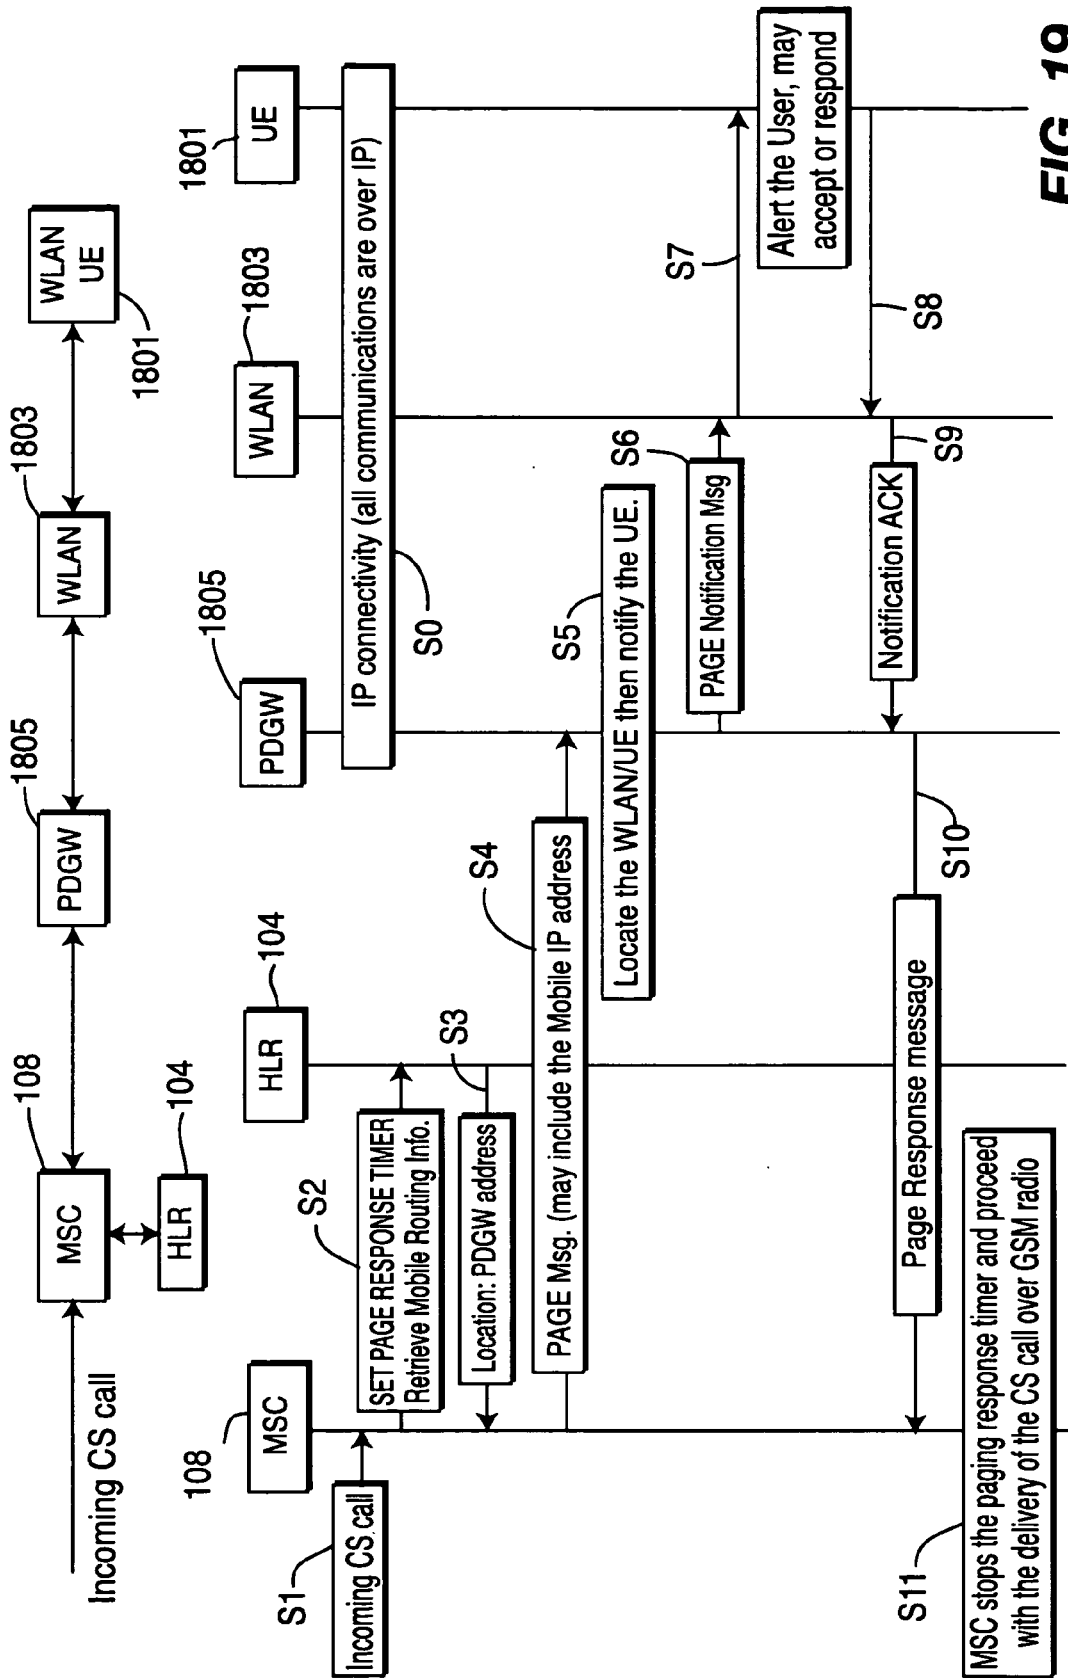 Incoming CS call
108
MSC
104
HLR
1805
PDGW
1803
WLAN
WLAN
UE
1801
108
MSC
104
HLR
1805
PDGW
1803
WLAN
1801
UE
IP connectivity (all communications are over IP)
S0
S1
Incoming CS call
S2
SET PAGE RESPONSE TIMER
Retrieve Mobile Routing Info.
S3
Location: PDGW address
S4
PAGE Msg. (may include the Mobile IP address
S5
Locate the WLAN/UE then notify the UE.
S6
PAGE Notification Msg
S7
Alert the User, may
accept or respond
S8
S9
Notification ACK
S10
Page Response message
S11
MSC stops the paging response timer and proceed
with the delivery of the CS call over GSM radio
FIG. 19